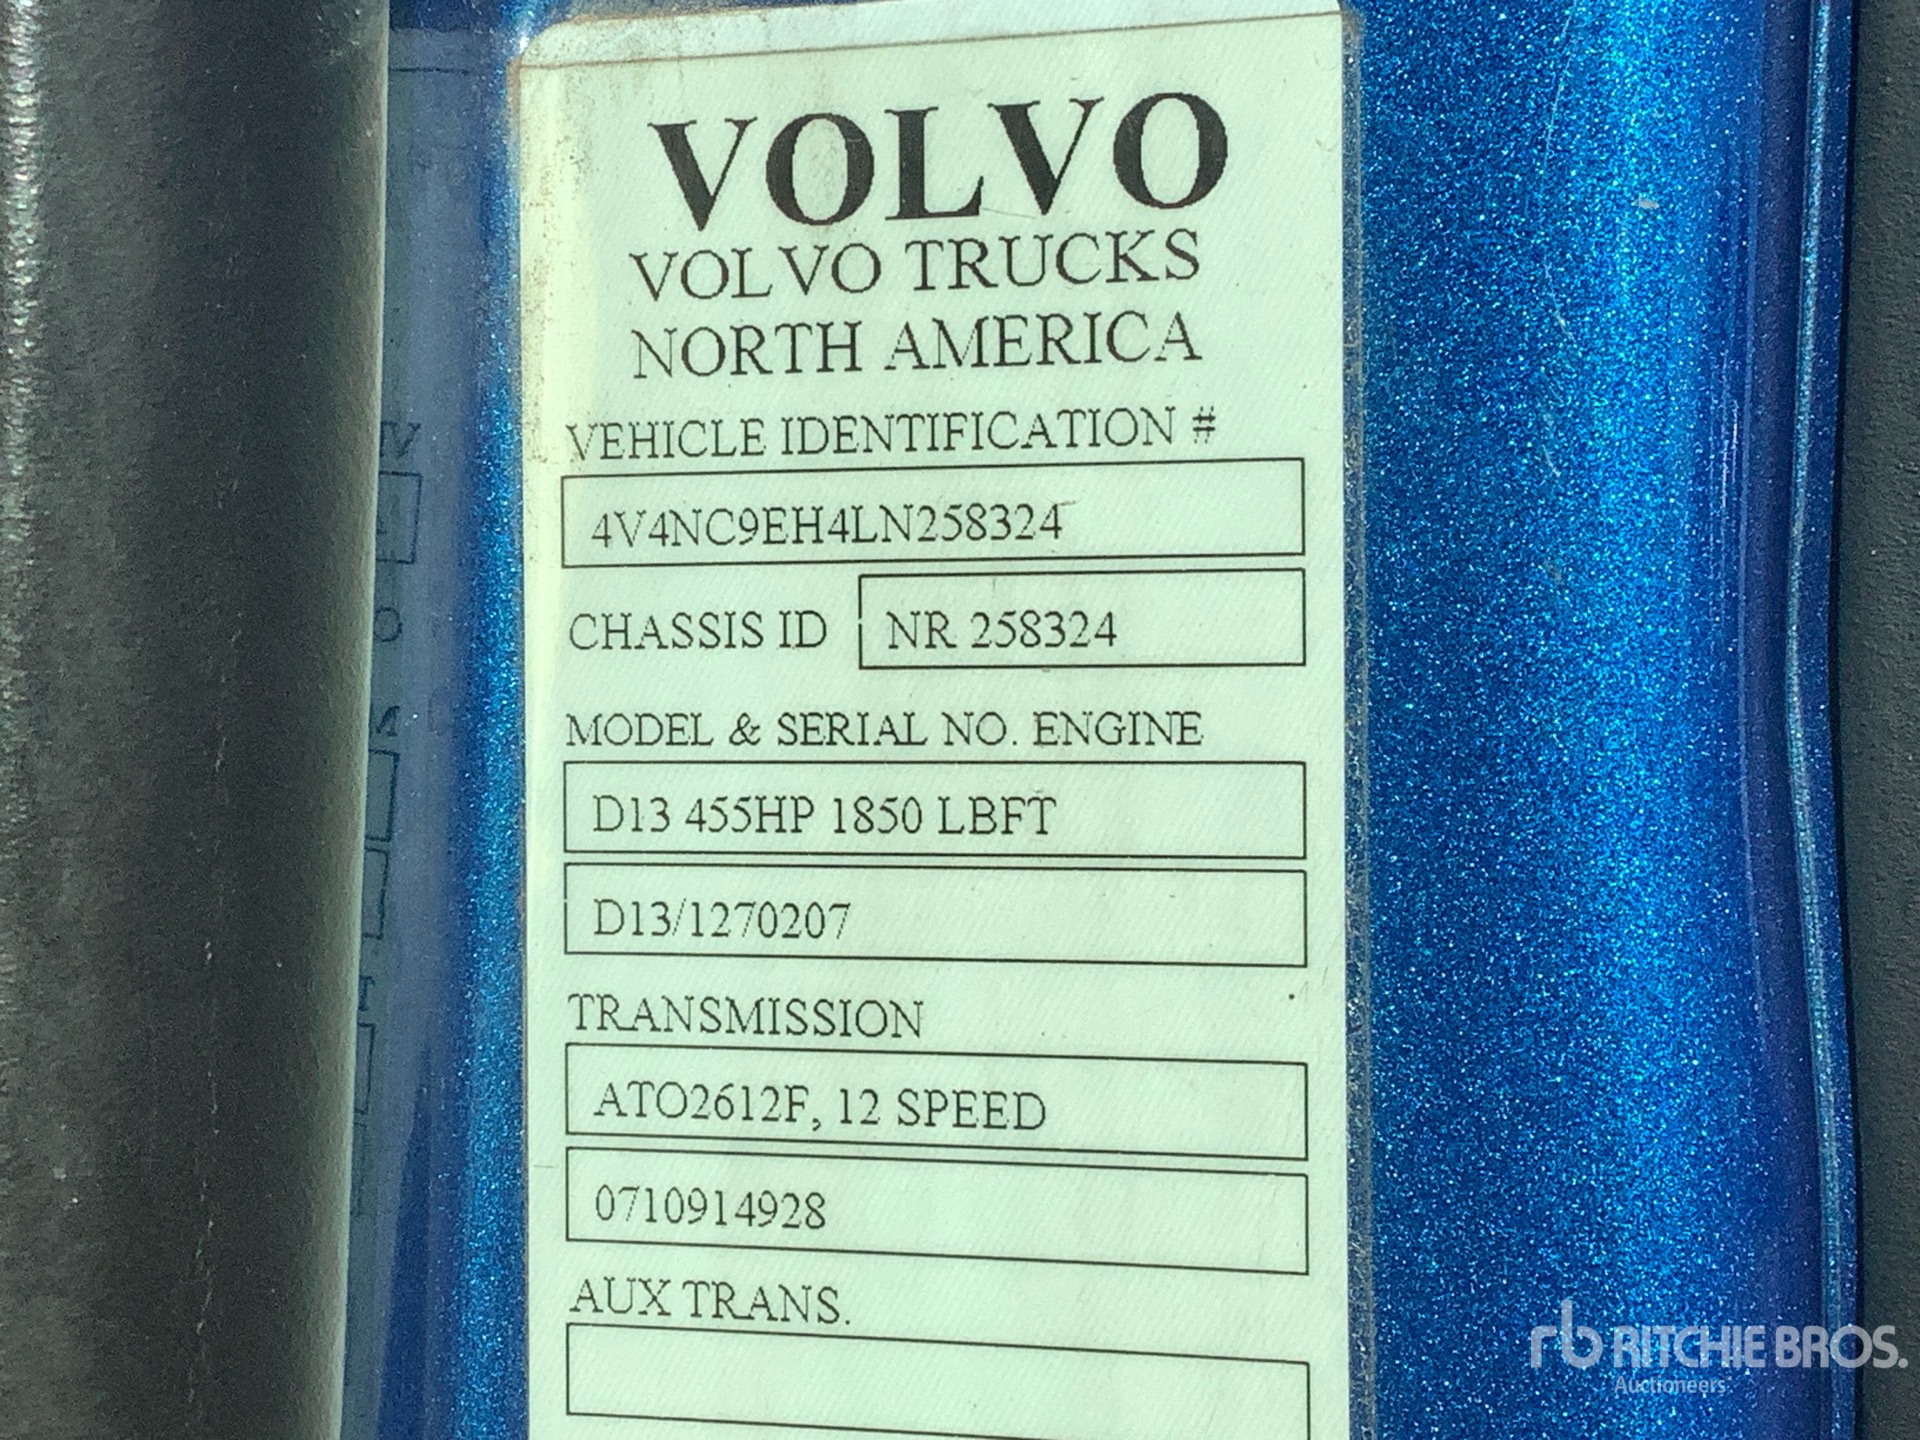 VOLVO
VOLVO TRUCKS
NORTH AMERICA
VEHICLE IDENTIFICATION #
4V4NC9EH4LN258324
CHASSIS ID NR 258324
MODEL & SERIAL NO. ENGINE
D13 455HP 1850 LBFT
D13/1270207
TRANSMISSION
ATO2612F, 12 SPEED
0710914928
AUX TRANS.
rb RITCHIE BROS.
Auctioneers